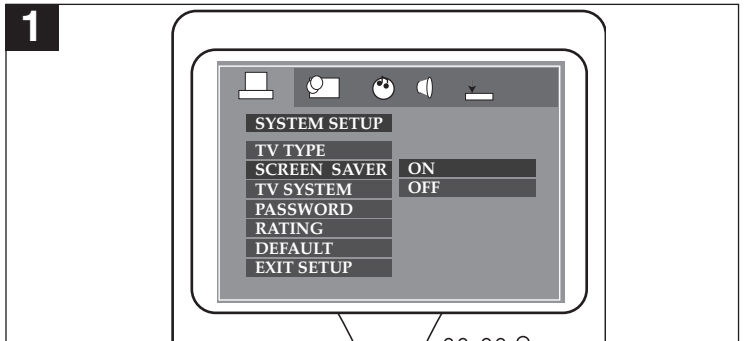 1
SYSTEM SETUP
TV TYPE
SCREEN SAVER ON
TV SYSTEM OFF
PASSWORD
RATING
DEFAULT
EXIT SETUP